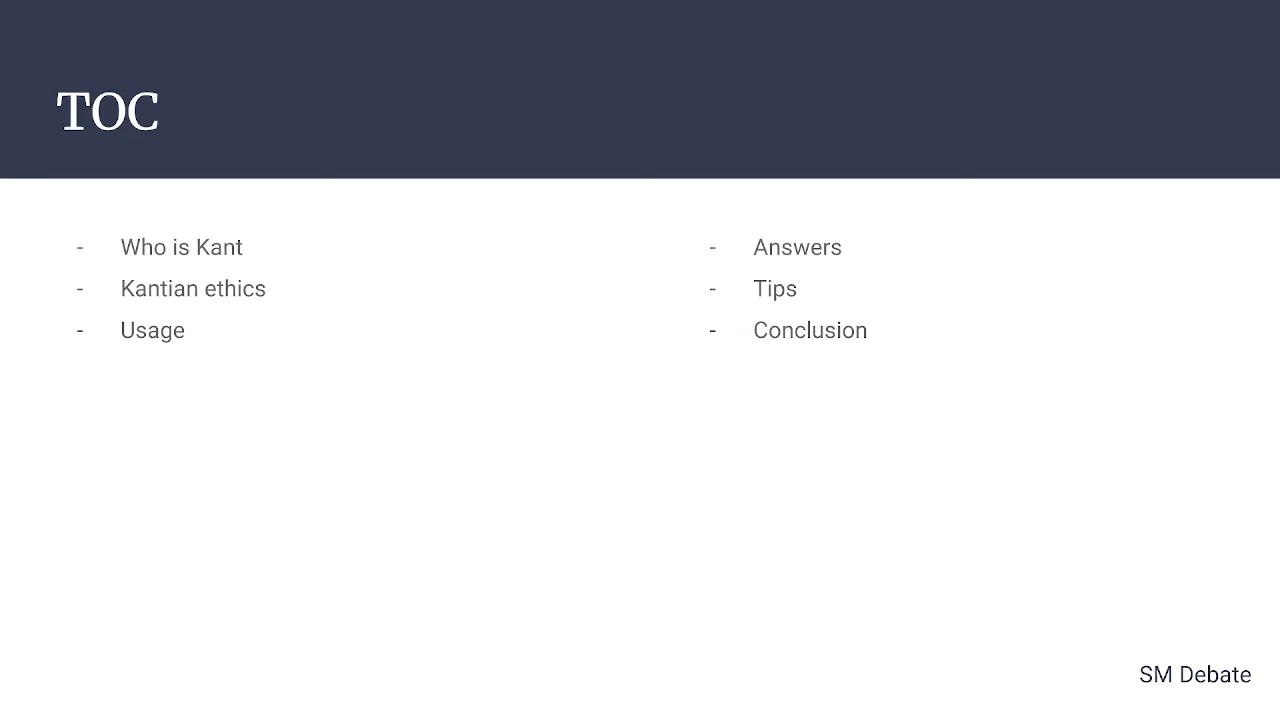 TOC
- Who is Kant
- Kantian ethics
- Usage
- Answers
- Tips
- Conclusion
SM Debate